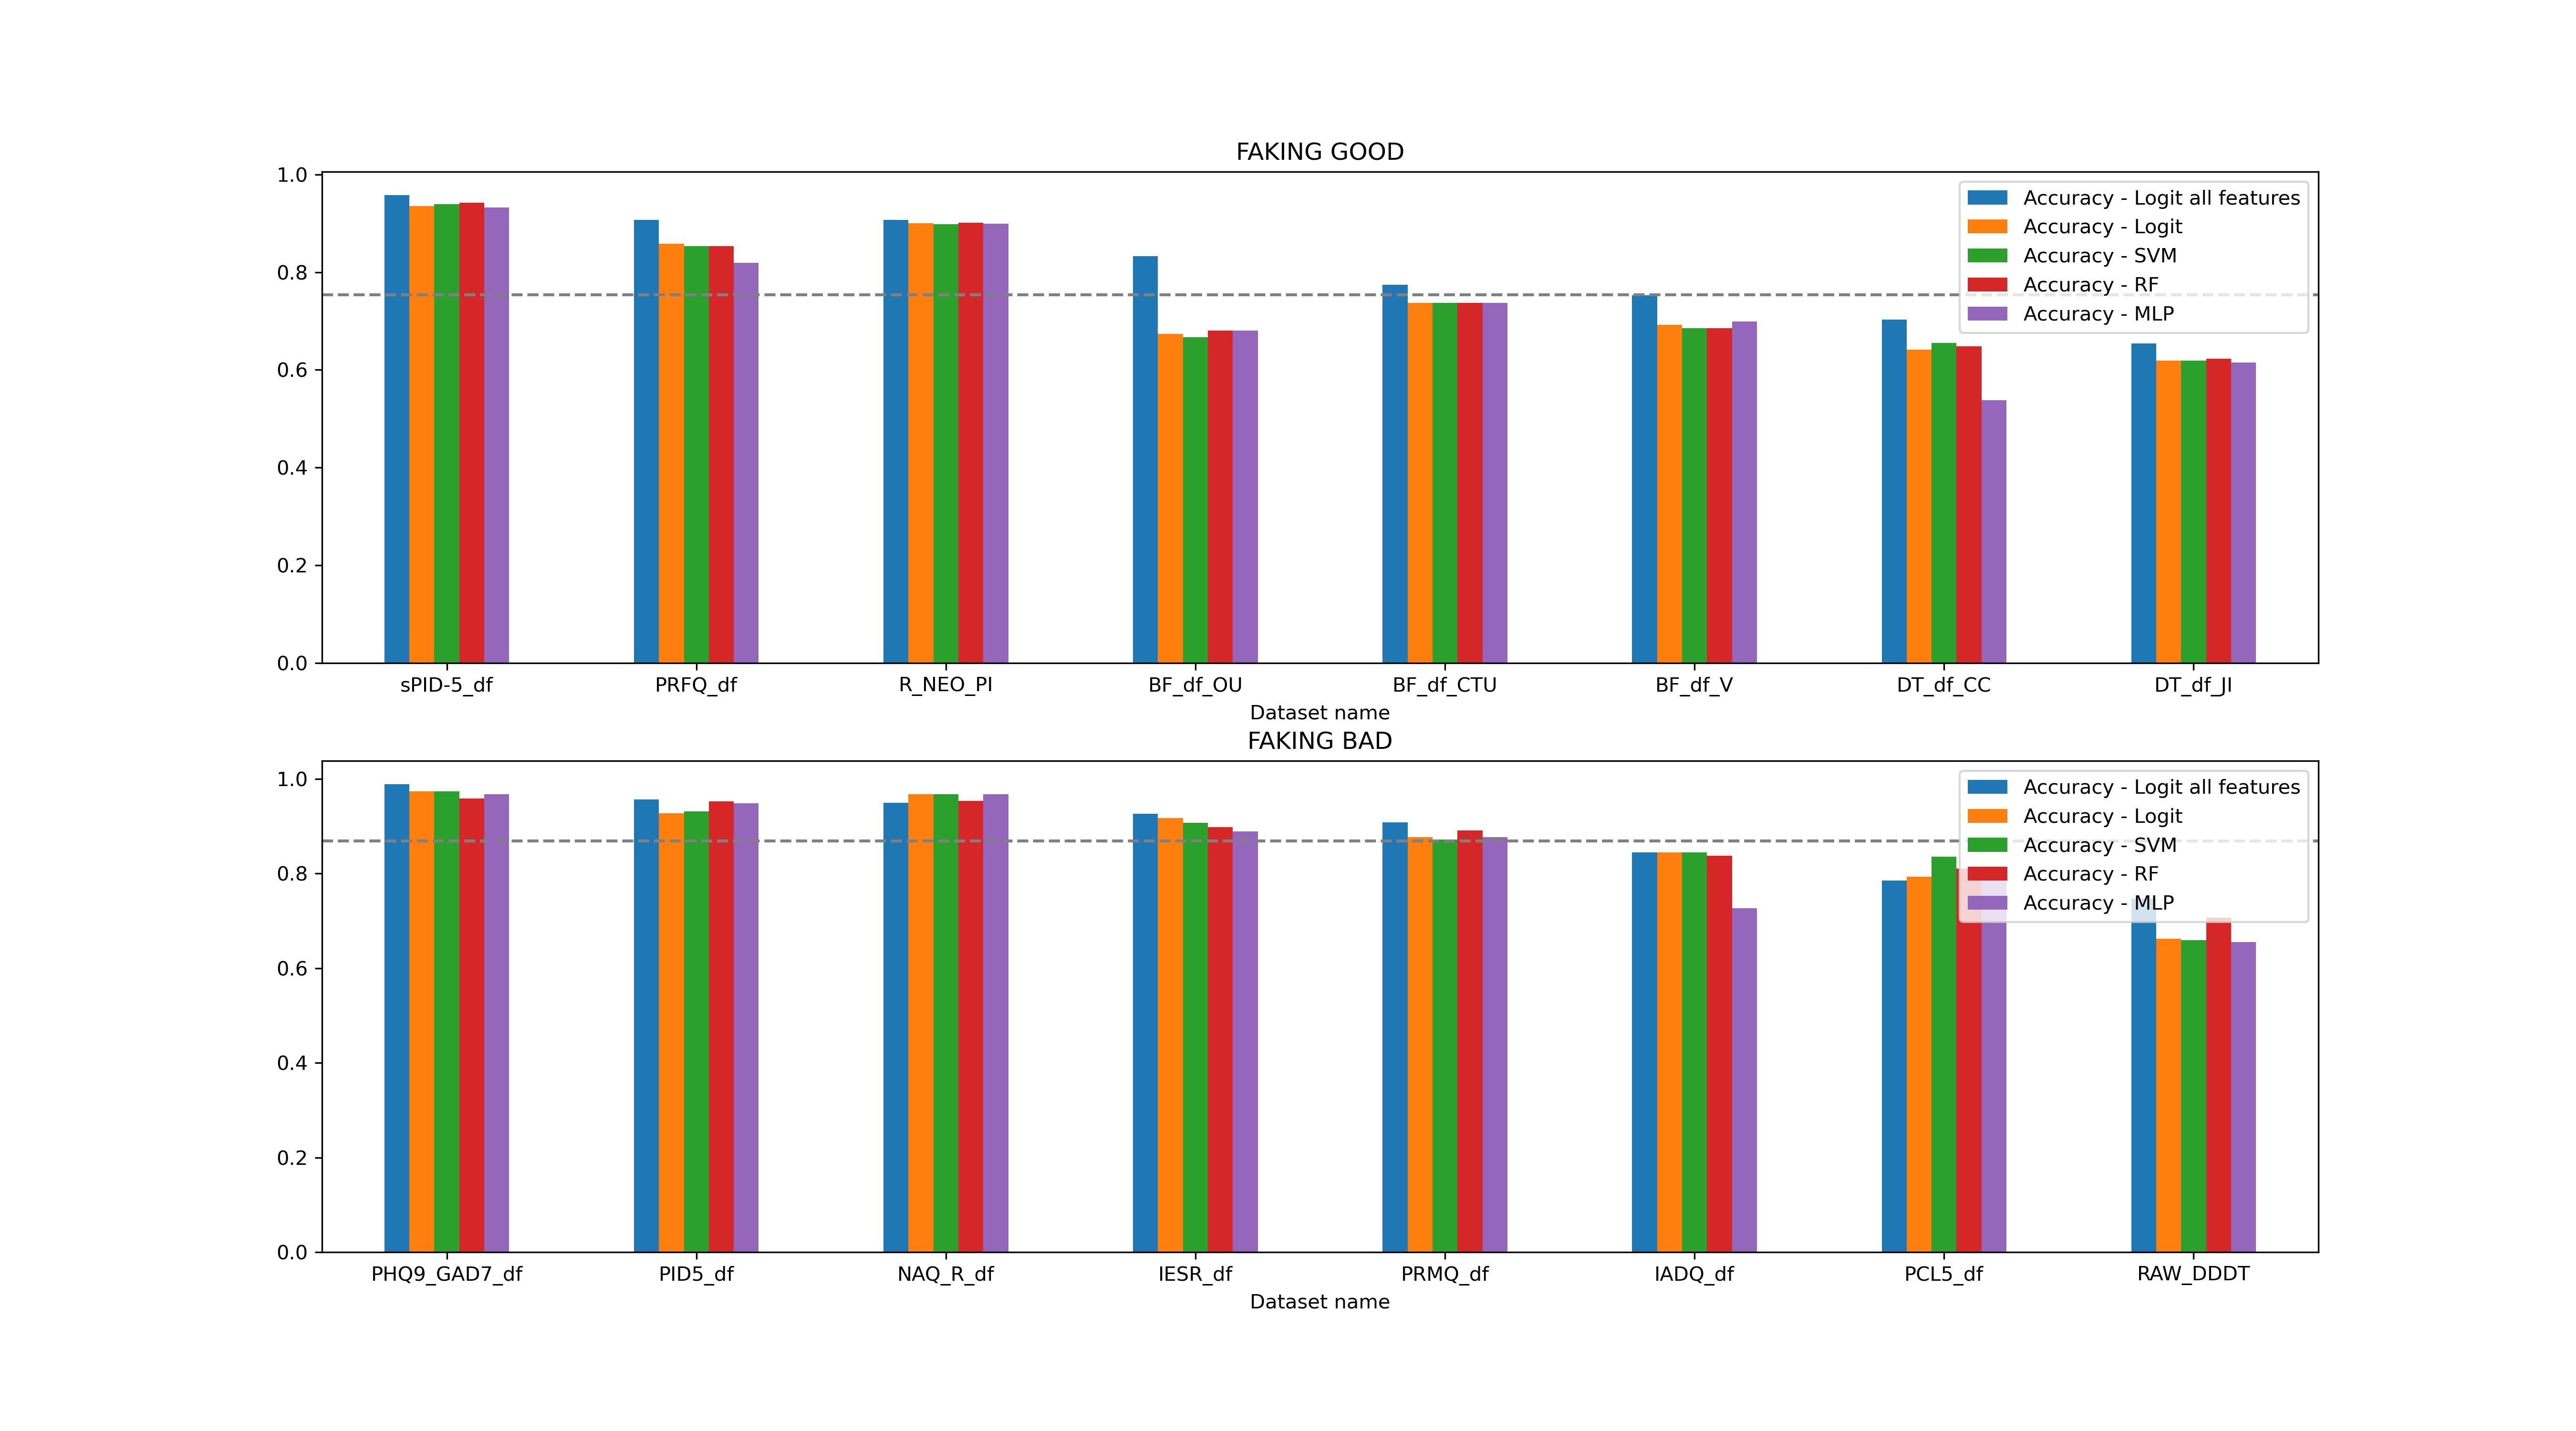 FAKING GOOD
1.0
0.8
0.6
0.4
0.2
0.0
Accuracy - Logit all features
Accuracy - Logit
Accuracy - SVM
Accuracy - RF
Accuracy - MLP
sPID-5_df PRFQ_df R_NEO_PI BF_df_OU BF_df_CTU BF_df_V DT_df_CC DT_df_JI
Dataset name
FAKING BAD
1.0
0.8
0.6
0.4
0.2
0.0
Accuracy - Logit all features
Accuracy - Logit
Accuracy - SVM
Accuracy - RF
Accuracy - MLP
PHQ9_GAD7_df PID5_df NAQ_R_df IESR_df PRMQ_df IADQ_df PCL5_df RAW_DDDT
Dataset name